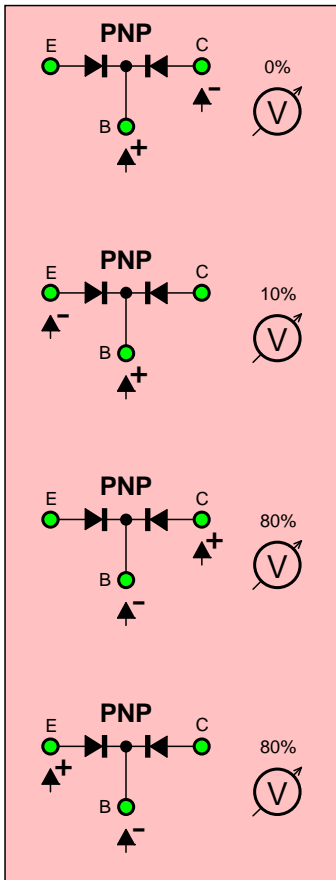 PNP
E C 0%
- V
B +
PNP
E C 10%
- V
B +
PNP
E C 80%
+ V
B -
PNP
E C 80%
+ V
B -